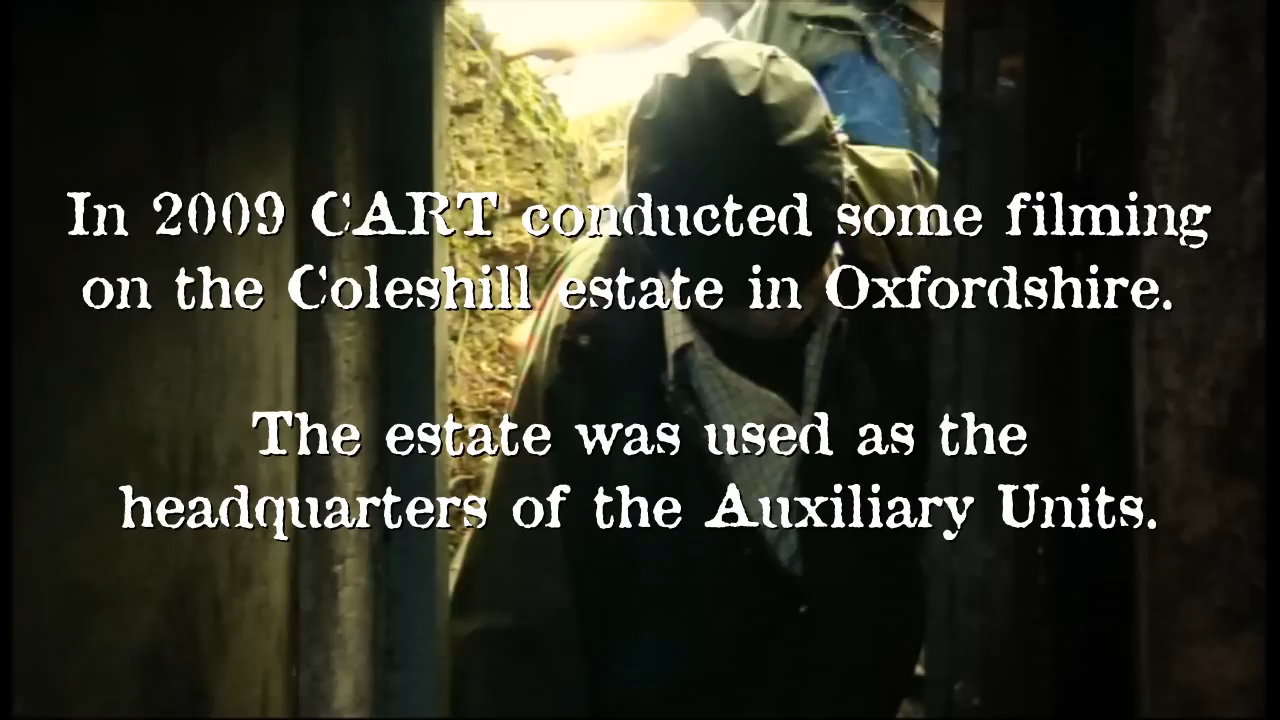 In 2009 CART conducted some filming
on the Coleshill estate in Oxfordshire.
The estate was used as the
headquarters of the Auxiliary Units.